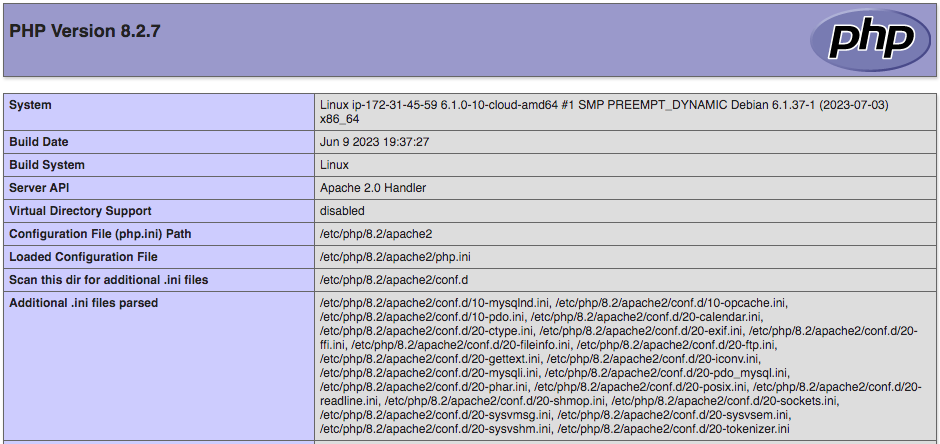 PHP Version 8.2.7
php
System
Linux ip-172-31-45-59 6.1.0-10-cloud-amd64 #1 SMP PREEMPT_DYNAMIC Debian 6.1.37-1 (2023-07-03)
x86_64
Build Date
Jun 9 2023 19:37:27
Build System
Linux
Server API
Apache 2.0 Handler
Virtual Directory Support
disabled
Configuration File (php.ini) Path
/etc/php/8.2/apache2
Loaded Configuration File
/etc/php/8.2/apache2/php.ini
Scan this dir for additional .ini files
/etc/php/8.2/apache2/conf.d
Additional .ini files parsed
/etc/php/8.2/apache2/conf.d/10-mysqlnd.ini, /etc/php/8.2/apache2/conf.d/10-opcache.ini,
/etc/php/8.2/apache2/conf.d/10-pdo.ini, /etc/php/8.2/apache2/conf.d/20-calendar.ini,
/etc/php/8.2/apache2/conf.d/20-ctype.ini, /etc/php/8.2/apache2/conf.d/20-exif.ini, /etc/php/8.2/apache2/conf.d/20-
ffi.ini, /etc/php/8.2/apache2/conf.d/20-fileinfo.ini, /etc/php/8.2/apache2/conf.d/20-ftp.ini,
/etc/php/8.2/apache2/conf.d/20-gettext.ini, /etc/php/8.2/apache2/conf.d/20-iconv.ini,
/etc/php/8.2/apache2/conf.d/20-mysqli.ini, /etc/php/8.2/apache2/conf.d/20-pdo_mysql.ini,
/etc/php/8.2/apache2/conf.d/20-phar.ini, /etc/php/8.2/apache2/conf.d/20-posix.ini, /etc/php/8.2/apache2/conf.d/20-
readline.ini, /etc/php/8.2/apache2/conf.d/20-shmop.ini, /etc/php/8.2/apache2/conf.d/20-sockets.ini,
/etc/php/8.2/apache2/conf.d/20-sysvmsg.ini, /etc/php/8.2/apache2/conf.d/20-sysvsem.ini,
/etc/php/8.2/apache2/conf.d/20-sysvshm.ini, /etc/php/8.2/apache2/conf.d/20-tokenizer.ini